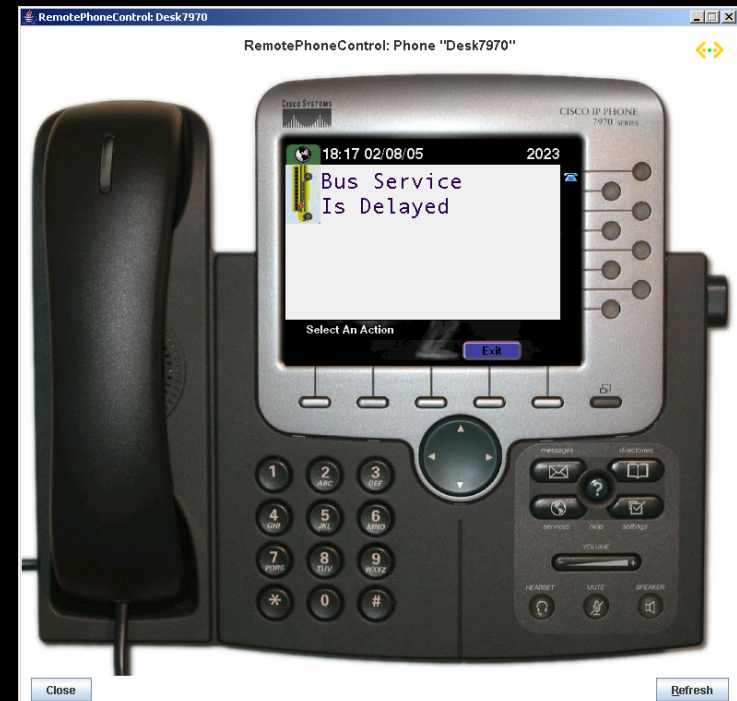 RemotePhoneControl: Desk7970
RemotePhoneControl: Phone "Desk7970"
CISCO SYSTEMS
CISCO IP PHONE
7970 SERIES
18:17 02/08/05 2023
Bus Service
Is Delayed
Select An Action
Exit
messages directories
?
services help settings
1 2 3
ABC DEF
4 5 6
GHI JKL MNO
7 8 9
PQRS TUV WXYZ
* 0 #
VOLUME
- +
HEADSET MUTE SPEAKER
Close Refresh